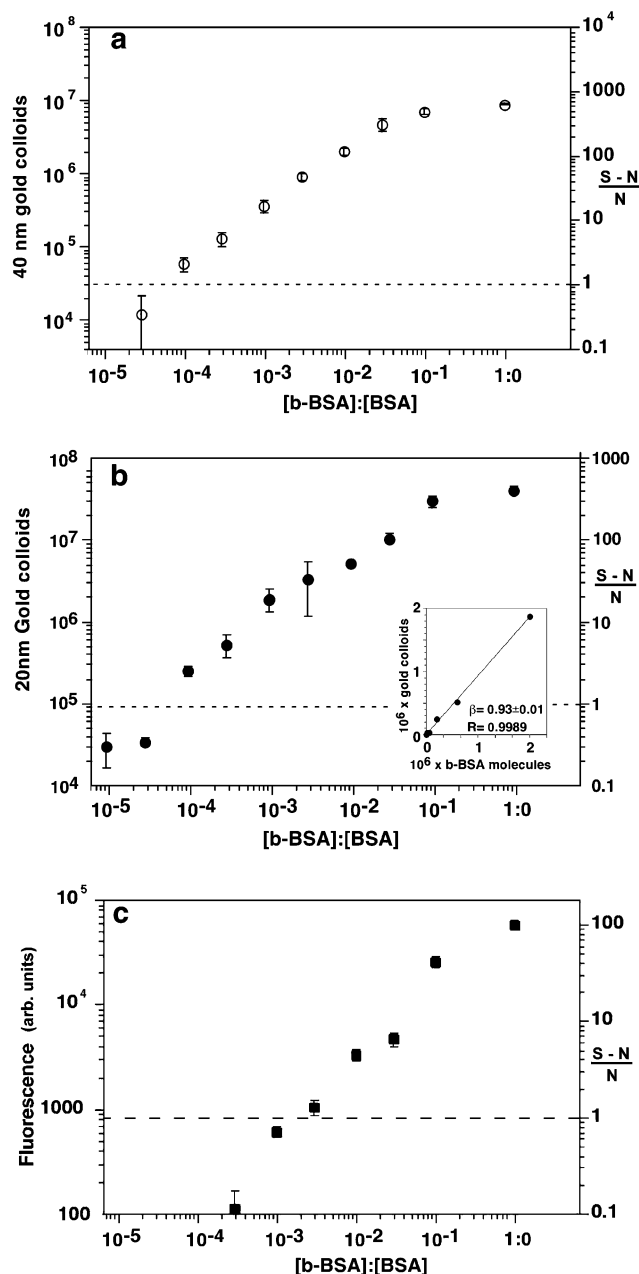 a
40 nm gold colloids
10^8
10^7
10^6
10^5
10^4
10^4
1000
100
10
1
0.1
S - N
N
10^-5 10^-4 10^-3 10^-2 10^-1 1:0
[b-BSA]:[BSA]
b
20nm Gold colloids
10^8
10^7
10^6
10^5
10^4
1000
100
10
1
0.1
S - N
N
10^6 x gold colloids
2
1
0
β = 0.93±0.01
R= 0.9989
0 1 2
10^6 x b-BSA molecules
10^-5 10^-4 10^-3 10^-2 10^-1 1:0
[b-BSA]:[BSA]
c
Fluorescence (arb. units)
10^5
10^4
1000
100
100
10
1
0.1
S - N
N
10^-5 10^-4 10^-3 10^-2 10^-1 1:0
[b-BSA]:[BSA]